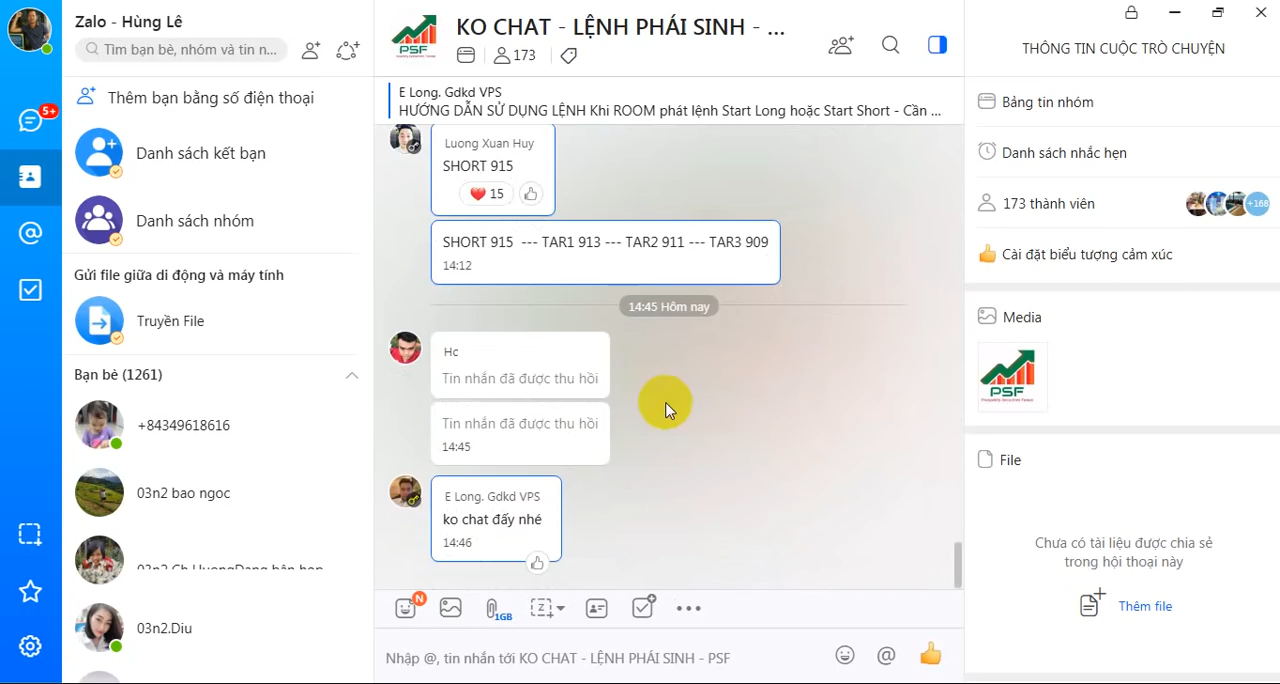 Zalo - Hùng Lê
Tìm bạn bè, nhóm và tin n...
5+
Thêm bạn bằng số điện thoại
Danh sách kết bạn
Danh sách nhóm
Gửi file giữa di động và máy tính
Truyền File
Bạn bè (1261)
+84349618616
03n2 bao ngoc
03n2.Diu
PSF
KO CHAT - LỆNH PHÁI SINH - ...
173
E Long. Gdkd VPS
HƯỚNG DẪN SỬ DỤNG LỆNH Khi ROOM phát lệnh Start Long hoặc Start Short - Cần ...
Luong Xuan Huy
SHORT 915
15
SHORT 915 --- TAR1 913 --- TAR2 911 --- TAR3 909
14:12
14:45 Hôm nay
Hc
Tin nhắn đã được thu hồi
Tin nhắn đã được thu hồi
14:45
E Long. Gdkd VPS
ko chat đấy nhé
14:46
N
1GB
Nhập @, tin nhắn tới KO CHAT - LỆNH PHÁI SINH - PSF
THÔNG TIN CUỘC TRÒ CHUYỆN
Bảng tin nhóm
Danh sách nhắc hẹn
173 thành viên
+168
Cài đặt biểu tượng cảm xúc
Media
PSF
File
Chưa có tài liệu được chia sẻ
trong hội thoại này
Thêm file